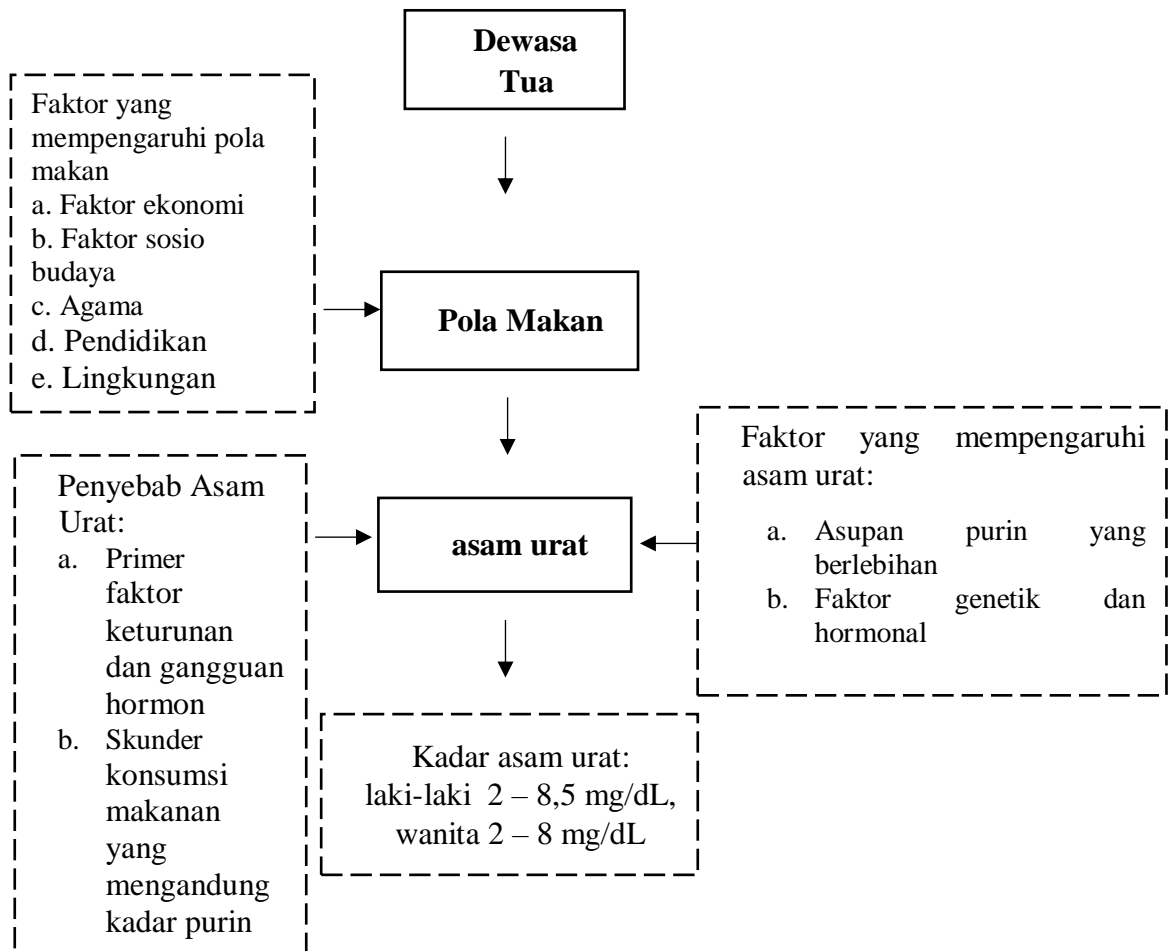 Dewasa
Tua
Faktor yang
mempengaruhi pola
makan
a. Faktor ekonomi
b. Faktor sosio
budaya
c. Agama
d. Pendidikan
e. Lingkungan
Pola Makan
Faktor yang mempengaruhi
asam urat:
a. Asupan purin yang
berlebihan
b. Faktor genetik dan
hormonal
Penyebab Asam
Urat:
a. Primer
faktor
keturunan
dan gangguan
hormon
b. Skunder
konsumsi
makanan
yang
mengandung
kadar purin
asam urat
Kadar asam urat:
laki-laki 2 – 8,5 mg/dL,
wanita 2 – 8 mg/dL